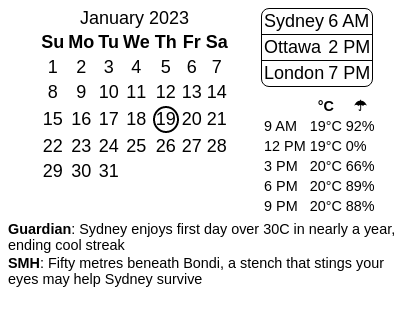 January 2023
Su Mo Tu We Th Fr Sa
1 2 3 4 5 6 7
8 9 10 11 12 13 14
15 16 17 18 19 20 21
22 23 24 25 26 27 28
29 30 31
Sydney 6 AM
Ottawa 2 PM
London 7 PM
°C ☂
9 AM 19°C 92%
12 PM 19°C 0%
3 PM 20°C 66%
6 PM 20°C 89%
9 PM 20°C 88%
Guardian: Sydney enjoys first day over 30C in nearly a year,
ending cool streak
SMH: Fifty metres beneath Bondi, a stench that stings your
eyes may help Sydney survive